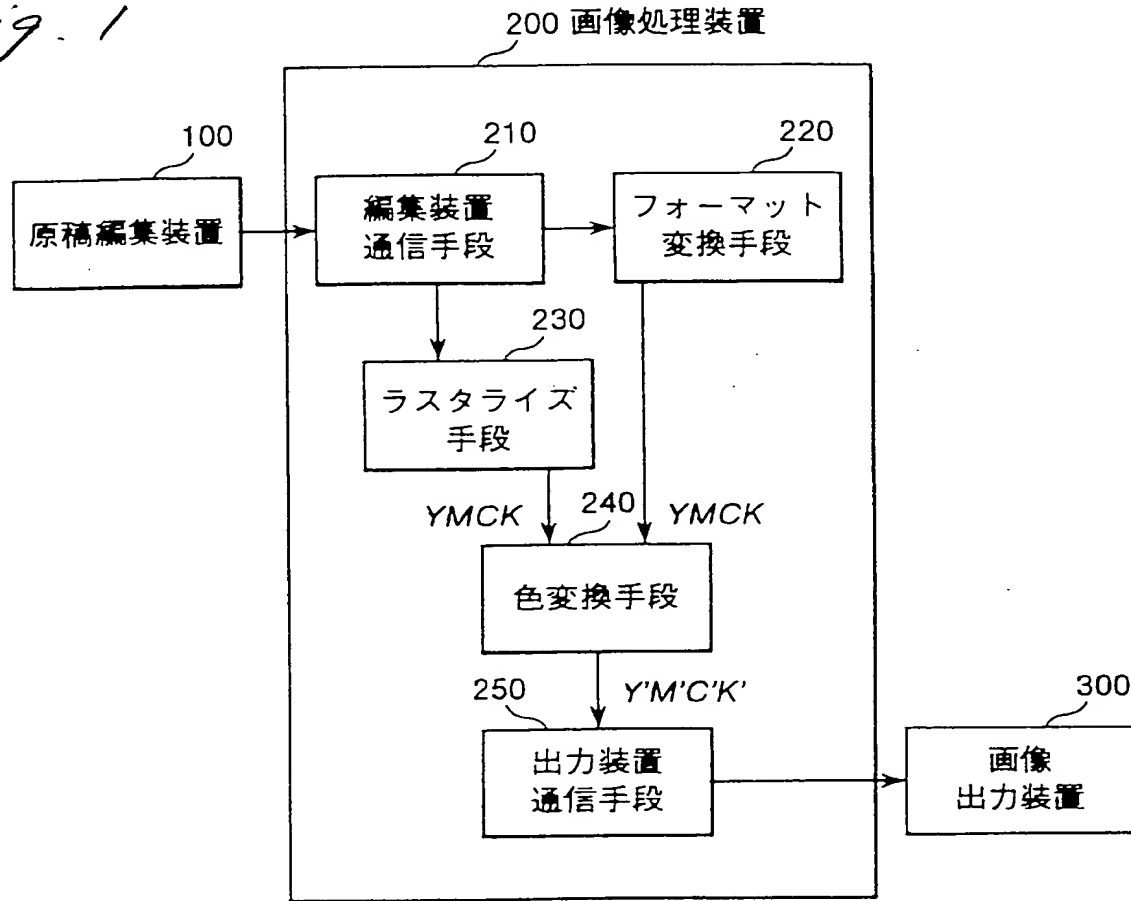 Fig. 1
200 画像処理装置
100
原稿編集装置
210
編集装置
通信手段
220
フォーマット
変換手段
230
ラスタライズ
手段
YMCK
240
YMCK
色変換手段
Y'M'C'K'
250
出力装置
通信手段
300
画像
出力装置